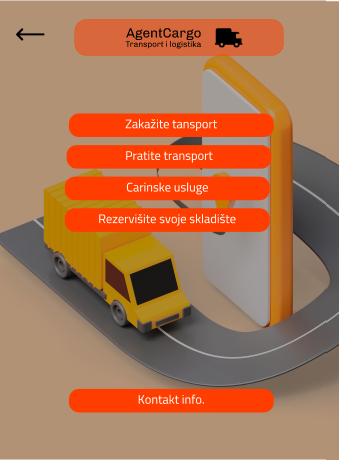 AgentCargo
Transport i logistika
Zakažite tansport
Pratite transport
Carinske usluge
Rezervišite svoje skladište
Kontakt info.